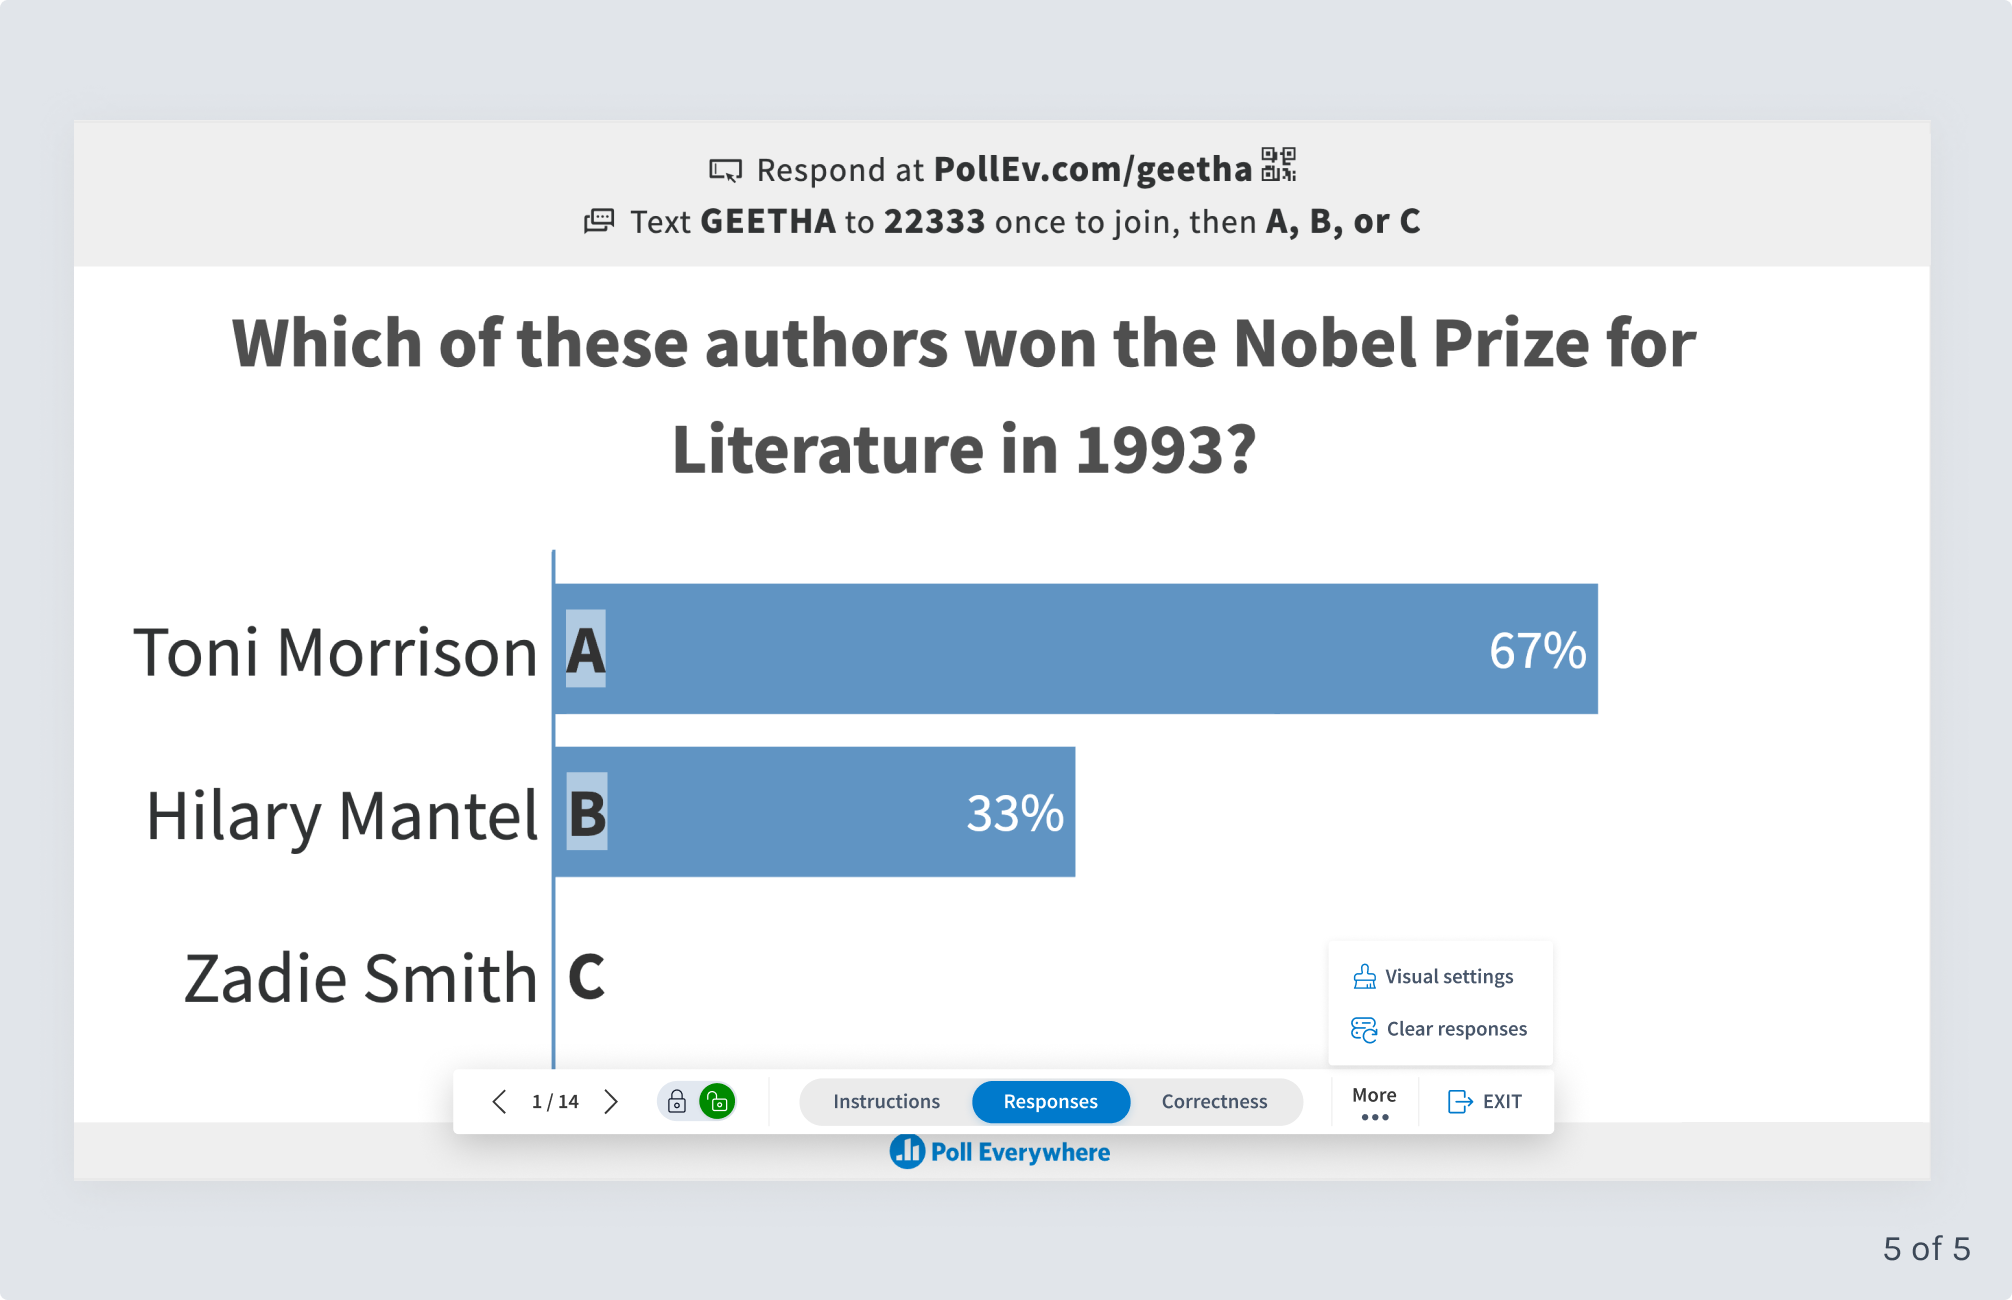 Respond at PollEv.com/geetha
Text GEETHA to 22333 once to join, then A, B, or C
Which of these authors won the Nobel Prize for
Literature in 1993?
Toni Morrison A 67%
Hilary Mantel B 33%
Zadie Smith C
Visual settings
Clear responses
1 / 14 Instructions Responses Correctness More EXIT
Poll Everywhere
5 of 5